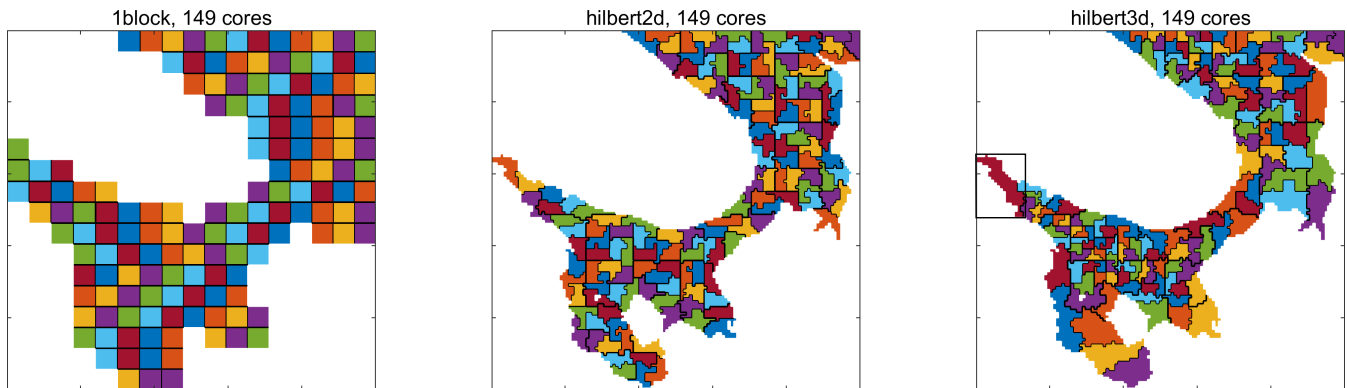 1block, 149 cores
hilbert2d, 149 cores
hilbert3d, 149 cores